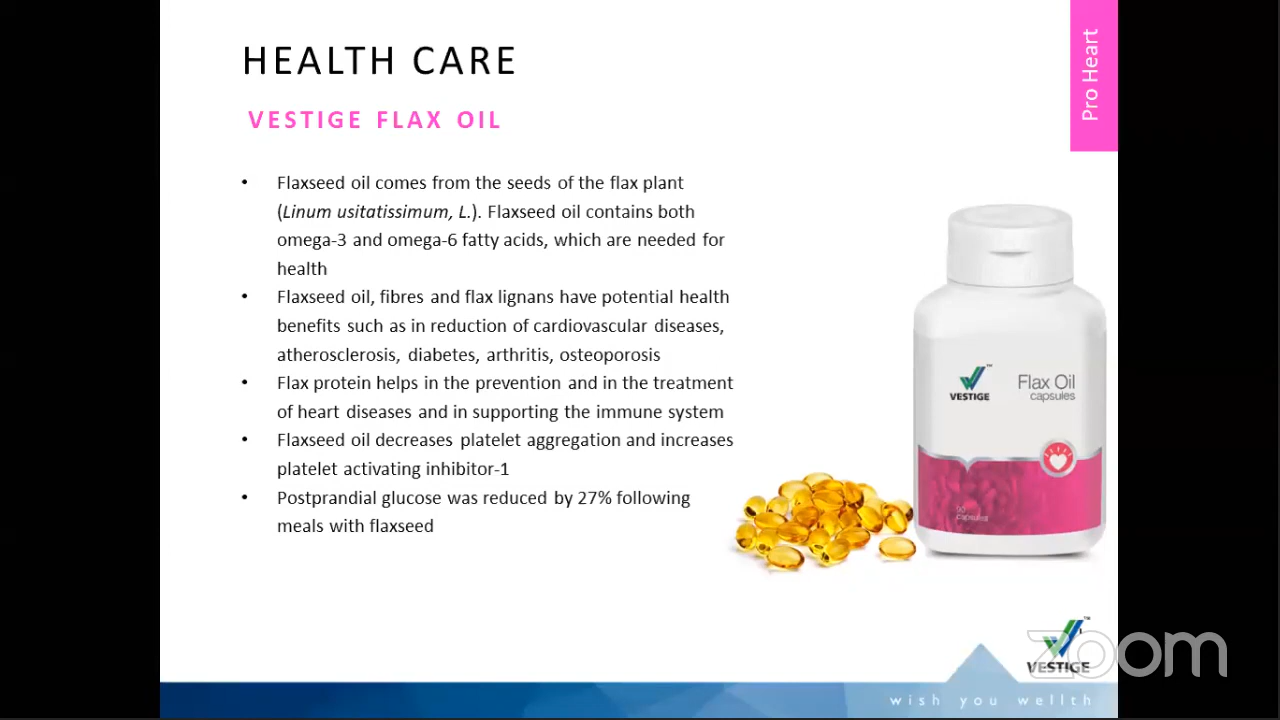 HEALTH CARE
Pro Heart
VESTIGE FLAX OIL
• Flaxseed oil comes from the seeds of the flax plant
(Linum usitatissimum, L.). Flaxseed oil contains both
omega-3 and omega-6 fatty acids, which are needed for
health
• Flaxseed oil, fibres and flax lignans have potential health
benefits such as in reduction of cardiovascular diseases,
atherosclerosis, diabetes, arthritis, osteoporosis
• Flax protein helps in the prevention and in the treatment
of heart diseases and in supporting the immune system
• Flaxseed oil decreases platelet aggregation and increases
platelet activating inhibitor-1
• Postprandial glucose was reduced by 27% following
meals with flaxseed
VESTIGE
Flax Oil
capsules
capsules
zoom
VESTIGE
wish you wellth